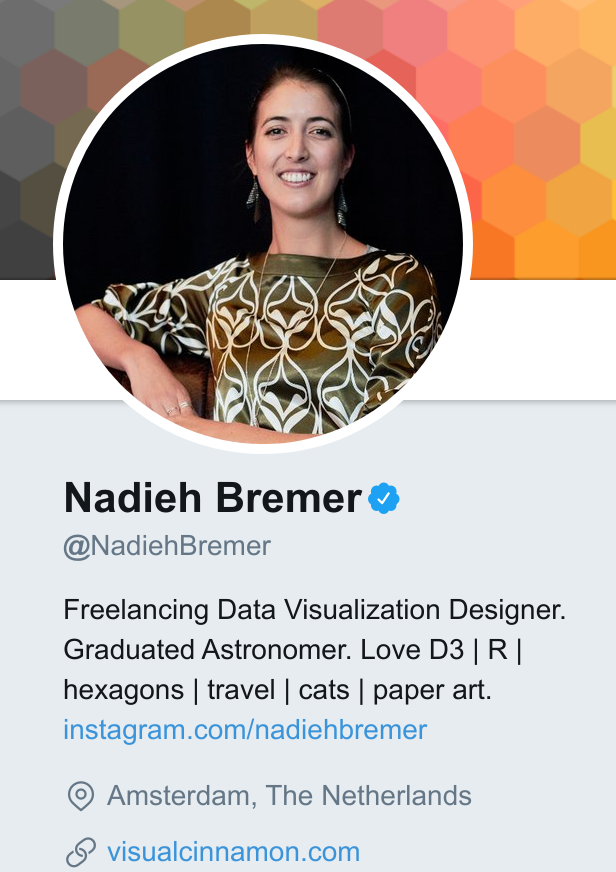 Nadieh Bremer
@NadiehBremer
Freelancing Data Visualization Designer.
Graduated Astronomer. Love D3 | R |
hexagons | travel | cats | paper art.
instagram.com/nadiehbremer
Amsterdam, The Netherlands
visualcinnamon.com